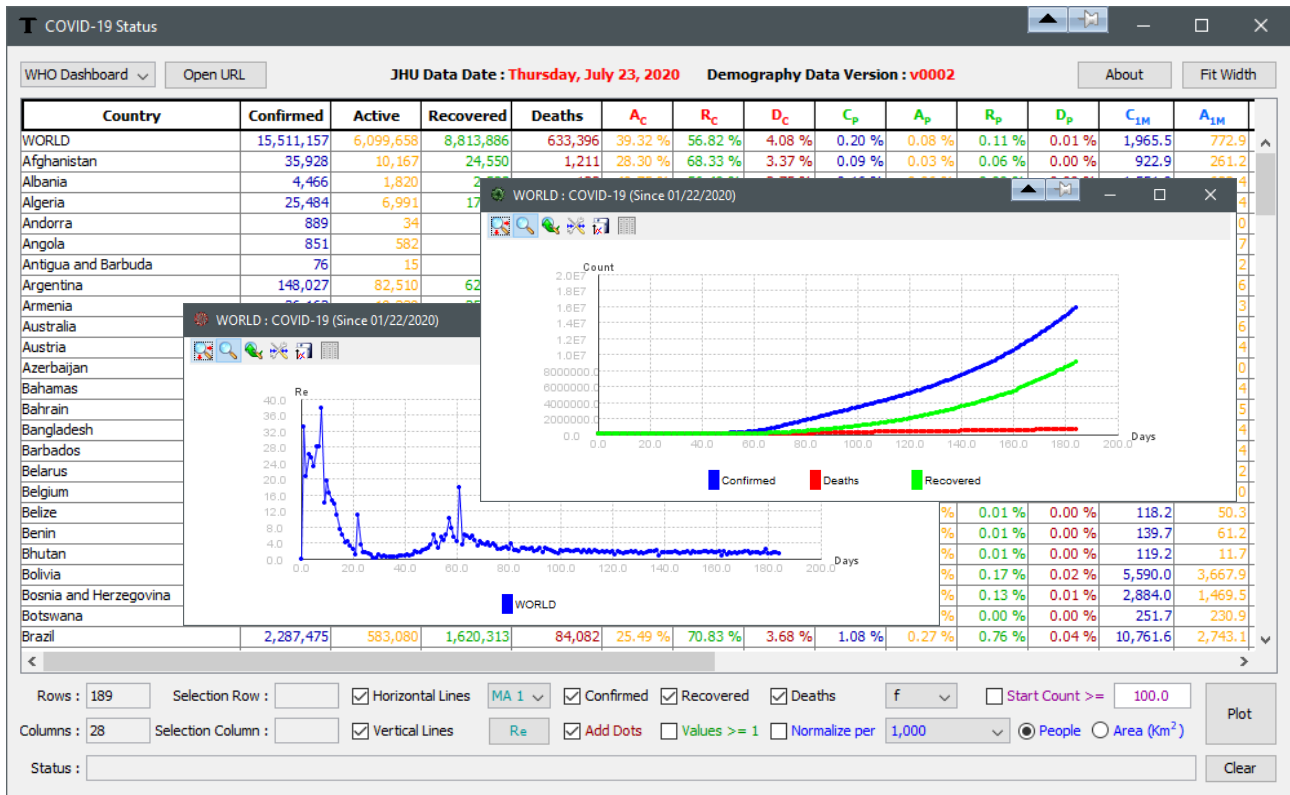 COVID-19 Status
WHO Dashboard Open URL JHU Data Date : Thursday, July 23, 2020 Demography Data Version : v0002 About Fit Width
Country Confirmed Active Recovered Deaths AC RC DC CP AP RP DP C1M A1M
WORLD 15,511,157 6,099,658 8,813,886 633,396 39.32 % 56.82 % 4.08 % 0.20 % 0.08 % 0.11 % 0.01 % 1,965.5 772.9
Afghanistan 35,928 10,167 24,550 1,211 28.30 % 68.33 % 3.37 % 0.09 % 0.03 % 0.06 % 0.00 % 922.9 261.2
Albania 4,466 1,820
Algeria 25,484 6,991 17
Andorra 889 34
Angola 851 582
Antigua and Barbuda 76 15
Argentina 148,027 82,510 62
Armenia
Australia
Austria
Azerbaijan
Bahamas
Bahrain
Bangladesh
Barbados
Belarus
Belgium
Belize % 0.01 % 0.00 % 118.2 50.3
Benin % 0.01 % 0.00 % 139.7 61.2
Bhutan % 0.01 % 0.00 % 119.2 11.7
Bolivia % 0.17 % 0.02 % 5,590.0 3,667.9
Bosnia and Herzegovina % 0.13 % 0.01 % 2,884.0 1,469.5
Botswana % 0.00 % 0.00 % 251.7 230.9
Brazil 2,287,475 583,080 1,620,313 84,082 25.49 % 70.83 % 3.68 % 1.08 % 0.27 % 0.76 % 0.04 % 10,761.6 2,743.1
WORLD : COVID-19 (Since 01/22/2020)
Count
2.0E7
1.8E7
1.6E7
1.4E7
1.2E7
1.0E7
8000000.0
6000000.0
4000000.0
2000000.0
0.0
0.0 20.0 40.0 60.0 80.0 100.0 120.0 140.0 160.0 180.0 200.0 Days
Confirmed Deaths Recovered
WORLD : COVID-19 (Since 01/22/2020)
Re
40.0
36.0
32.0
28.0
24.0
20.0
16.0
12.0
8.0
4.0
0.0
0.0 20.0 40.0 60.0 80.0 100.0 120.0 140.0 160.0 180.0 200.0 Days
WORLD
Rows : 189 Selection Row : Horizontal Lines MA 1 Confirmed Recovered Deaths f Start Count >= 100.0 Plot
Columns : 28 Selection Column : Vertical Lines Re Add Dots Values >= 1 Normalize per 1,000 People Area (Km2)
Status : Clear